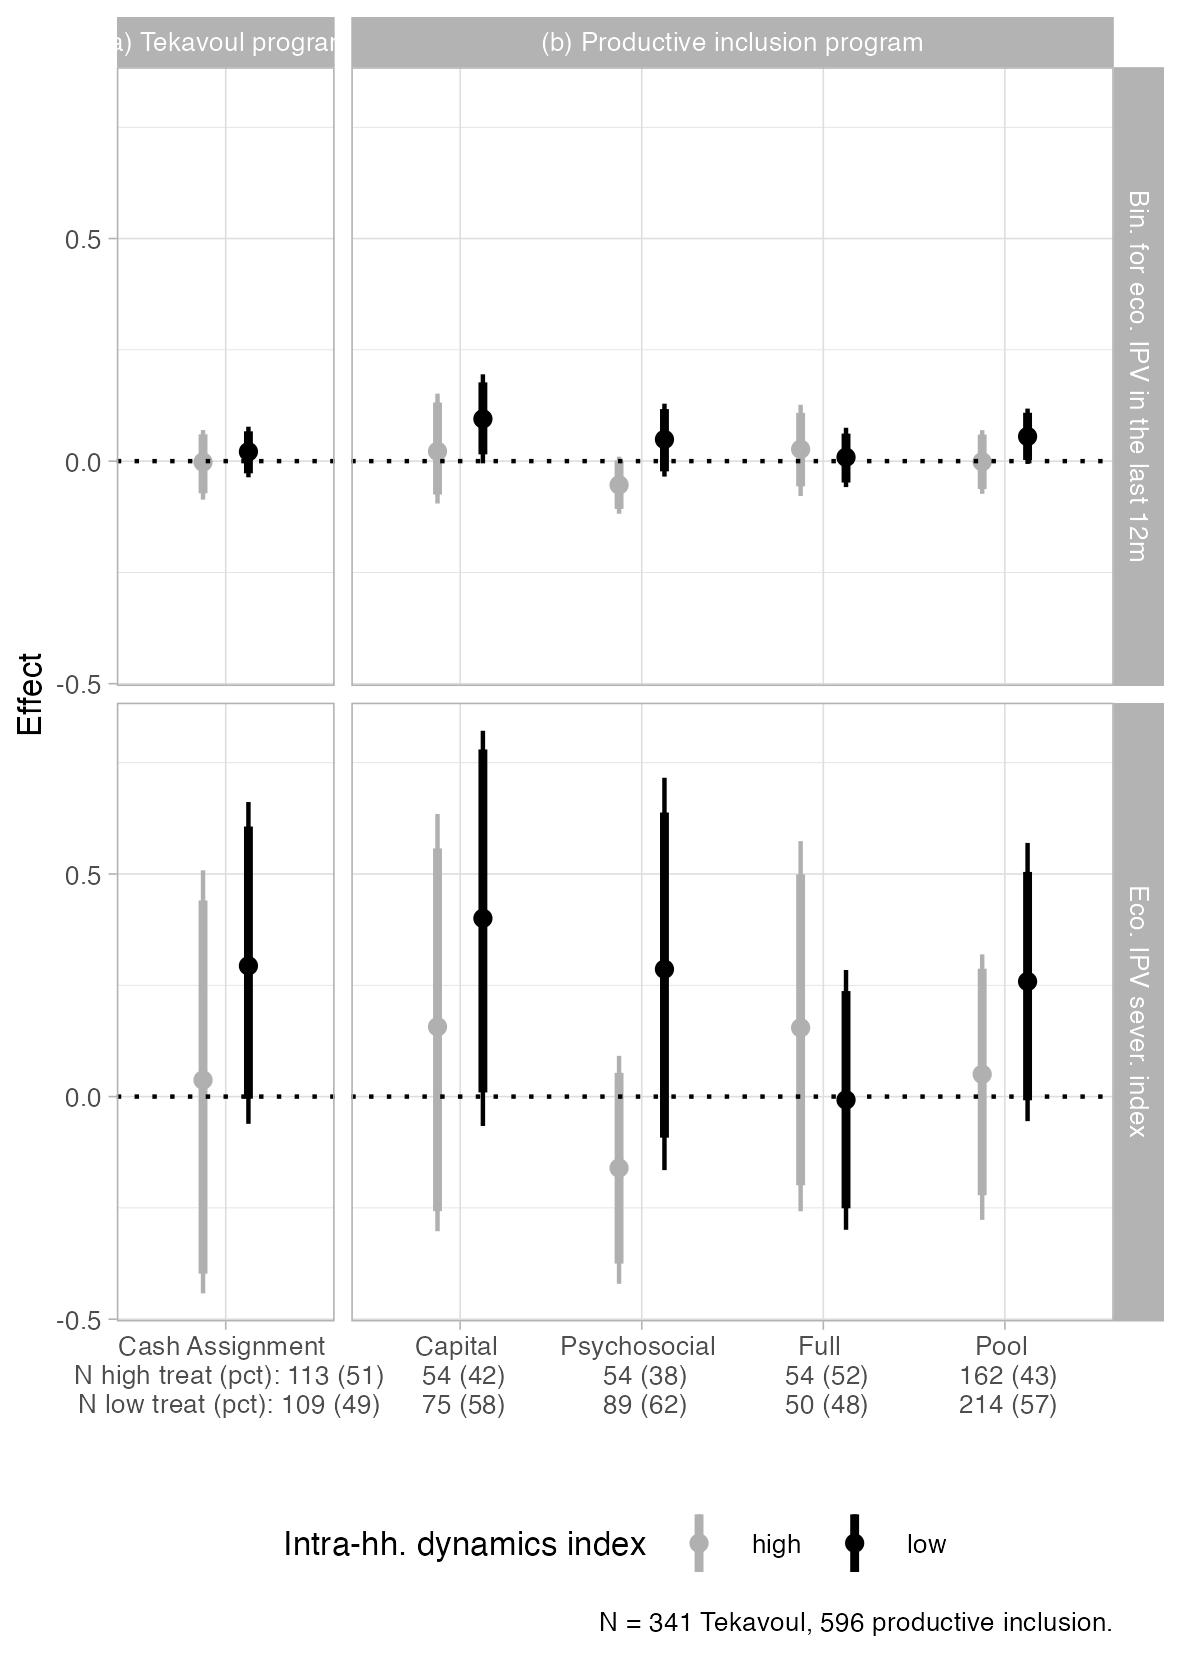 a) Tekavoul program
(b) Productive inclusion program
0.5
0.0
-0.5
Bin. for eco. IPV in the last 12m
Effect
0.5
0.0
-0.5
Eco. IPV sever. index
Cash Assignment Capital Psychosocial Full Pool
N high treat (pct): 113 (51) 54 (42) 54 (38) 54 (52) 162 (43)
N low treat (pct): 109 (49) 75 (58) 89 (62) 50 (48) 214 (57)
Intra-hh. dynamics index high low
N = 341 Tekavoul, 596 productive inclusion.